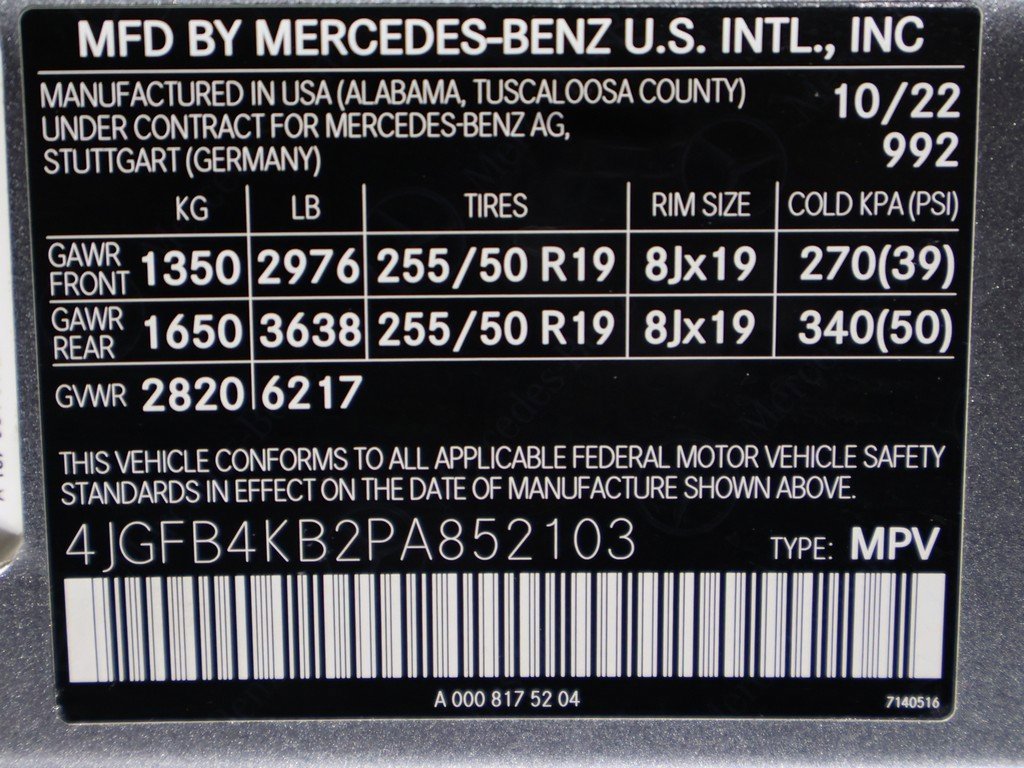 MFD BY MERCEDES-BENZ U.S. INTL., INC
MANUFACTURED IN USA (ALABAMA, TUSCALOOSA COUNTY) 10/22
UNDER CONTRACT FOR MERCEDES-BENZ AG,
STUTTGART (GERMANY) 992
KG LB TIRES RIM SIZE COLD KPA (PSI)
GAWR FRONT 1350 2976 255/50 R19 8Jx19 270(39)
GAWR REAR 1650 3638 255/50 R19 8Jx19 340(50)
GVWR 2820 6217
THIS VEHICLE CONFORMS TO ALL APPLICABLE FEDERAL MOTOR VEHICLE SAFETY
STANDARDS IN EFFECT ON THE DATE OF MANUFACTURE SHOWN ABOVE.
4JGFB4KB2PA852103 TYPE: MPV
A 000 817 52 04 7140516